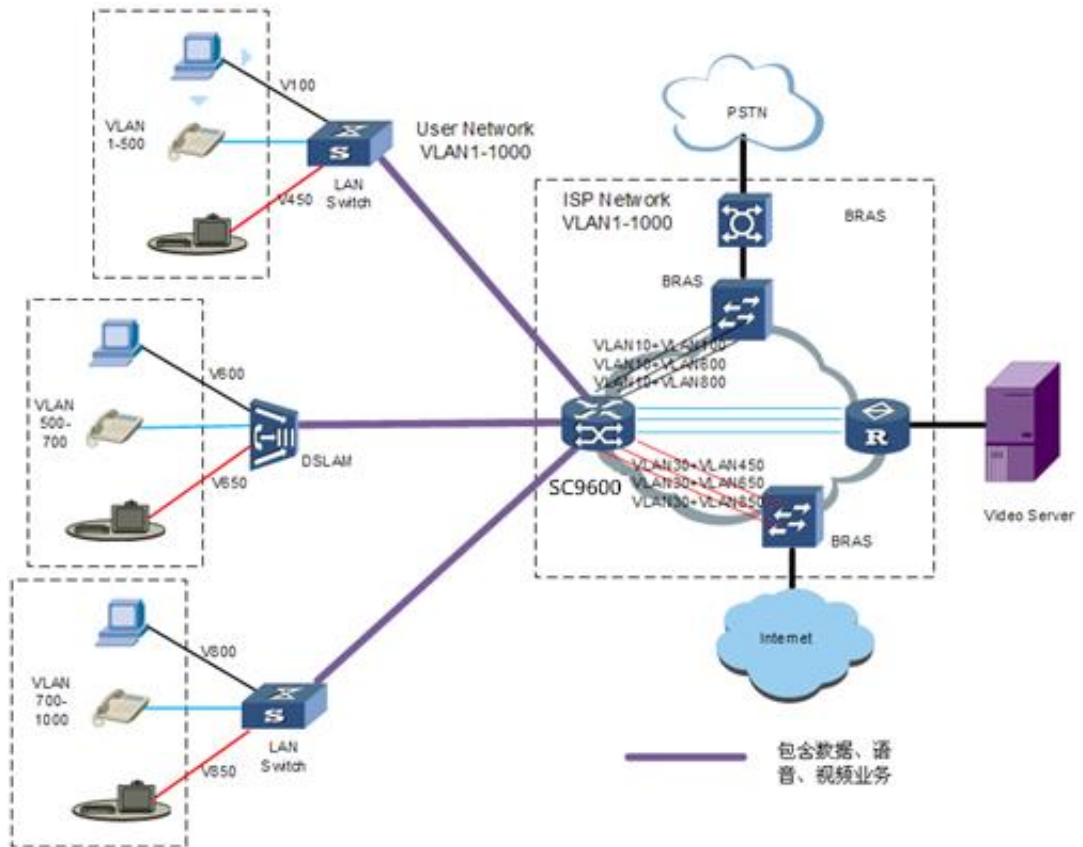 V100
VLAN
1-500
V450
LAN
Switch
User Network
VLAN1-1000
PSTN
ISP Network
VLAN1-1000
BRAS
BRAS
VLAN10+VLAN100
VLAN10+VLAN600
VLAN10+VLAN800
V600
VLAN
500-
700
V650
DSLAM
SC9600
R
VLAN30+VLAN450
VLAN30+VLAN650
VLAN30+VLAN850
BRAS
Video Server
Internet
V800
VLAN
700-
1000
V850
LAN
Switch
S
S
包含数据、语
音、视频业务